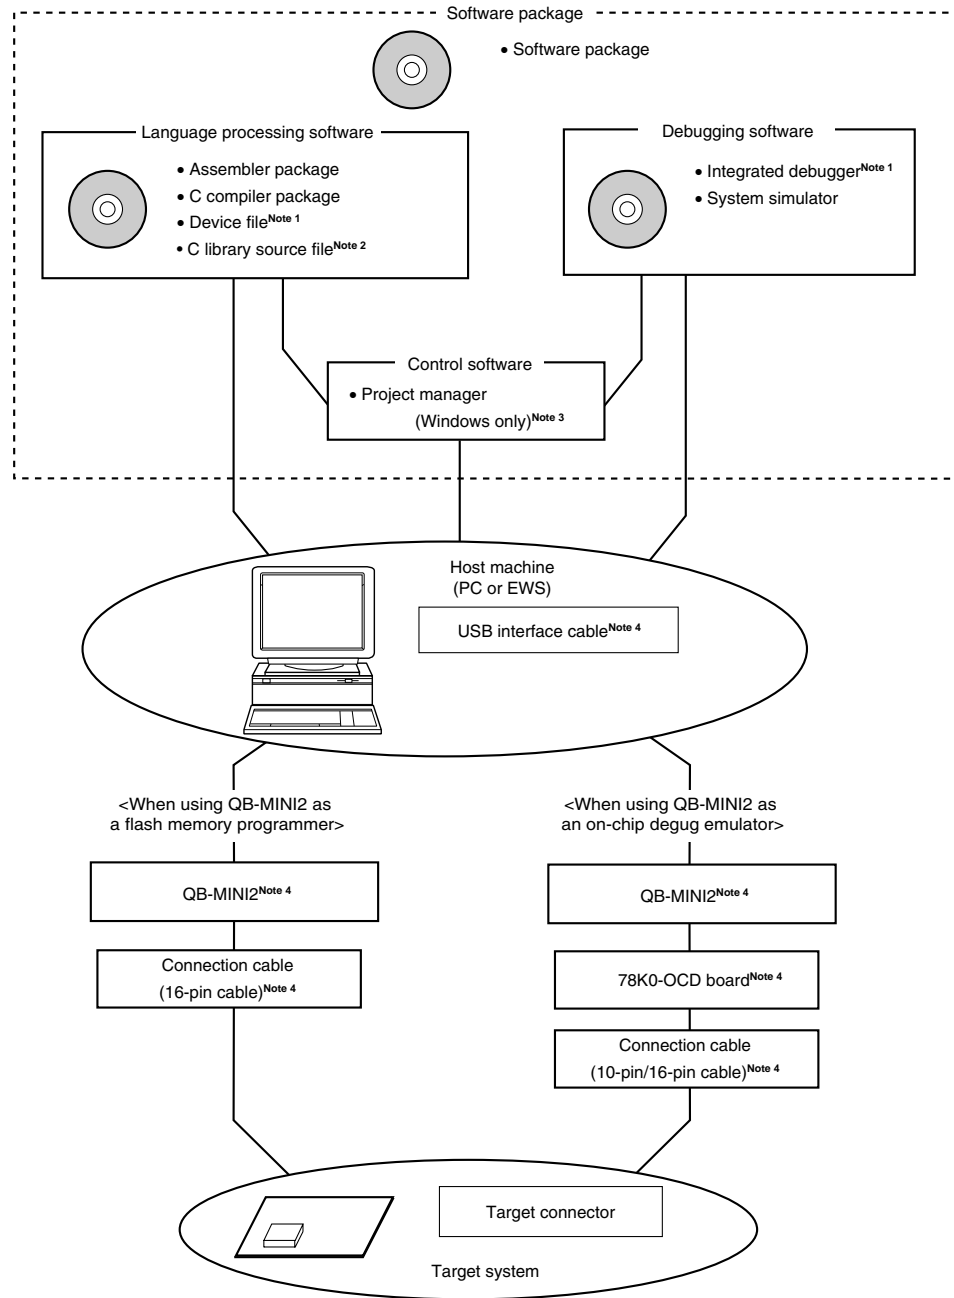 Software package
• Software package
Language processing software
• Assembler package
• C compiler package
• Device fileNote 1
• C library source fileNote 2
Debugging software
• Integrated debuggerNote 1
• System simulator
Control software
• Project manager
(Windows only)Note 3
Host machine
(PC or EWS)
USB interface cableNote 4
<When using QB-MINI2 as
a flash memory programmer>
QB-MINI2Note 4
Connection cable
(16-pin cable)Note 4
<When using QB-MINI2 as
an on-chip degug emulator>
QB-MINI2Note 4
78K0-OCD boardNote 4
Connection cable
(10-pin/16-pin cable)Note 4
Target connector
Target system